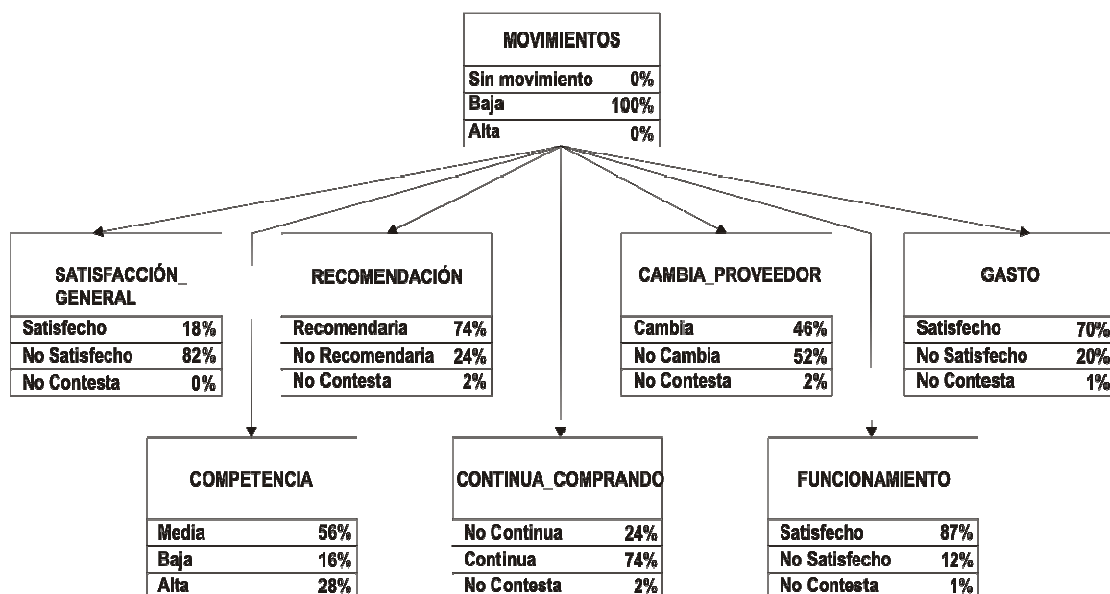 MOVIMIENTOS
Sin movimiento 0%
Baja 100%
Alta 0%
SATISFACCIÓN_
GENERAL
Satisfecho 18%
No Satisfecho 82%
No Contesta 0%
RECOMENDACIÓN
Recomendaria 74%
No Recomendaria 24%
No Contesta 2%
CAMBIA_PROVEEDOR
Cambia 46%
No Cambia 52%
No Contesta 2%
GASTO
Satisfecho 70%
No Satisfecho 20%
No Contesta 1%
COMPETENCIA
Media 56%
Baja 16%
Alta 28%
CONTINUA_COMPRANDO
No Continua 24%
Continua 74%
No Contesta 2%
FUNCIONAMIENTO
Satisfecho 87%
No Satisfecho 12%
No Contesta 1%